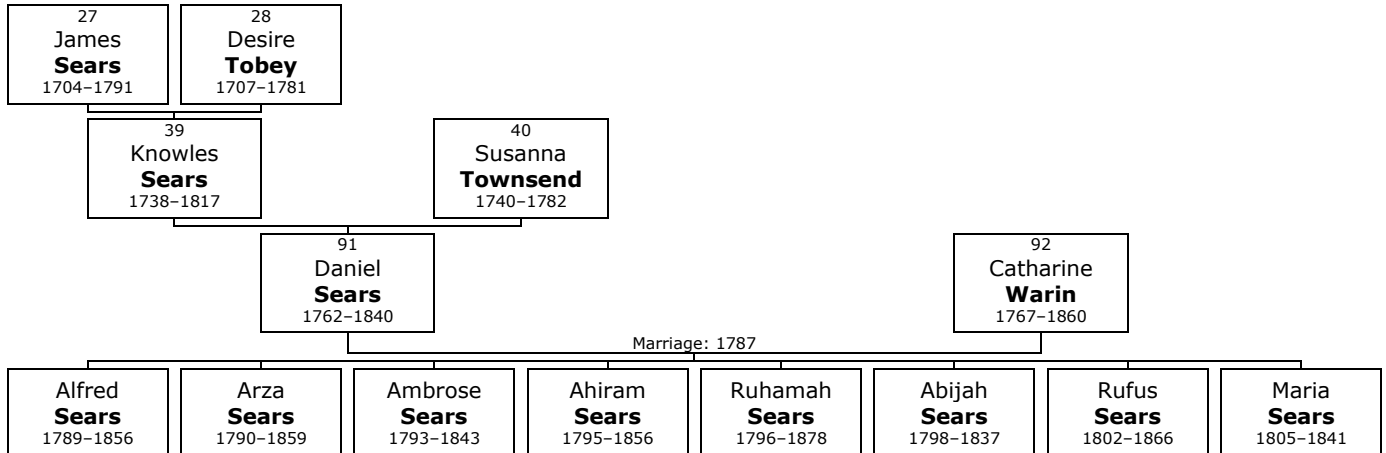 27
James
Sears
1704–1791
28
Desire
Tobey
1707–1781
39
Knowles
Sears
1738–1817
40
Susanna
Townsend
1740–1782
91
Daniel
Sears
1762–1840
92
Catharine
Warin
1767–1860
Marriage: 1787
Alfred
Sears
1789–1856
Arza
Sears
1790–1859
Ambrose
Sears
1793–1843
Ahiram
Sears
1795–1856
Ruhamah
Sears
1796–1878
Abijah
Sears
1798–1837
Rufus
Sears
1802–1866
Maria
Sears
1805–1841